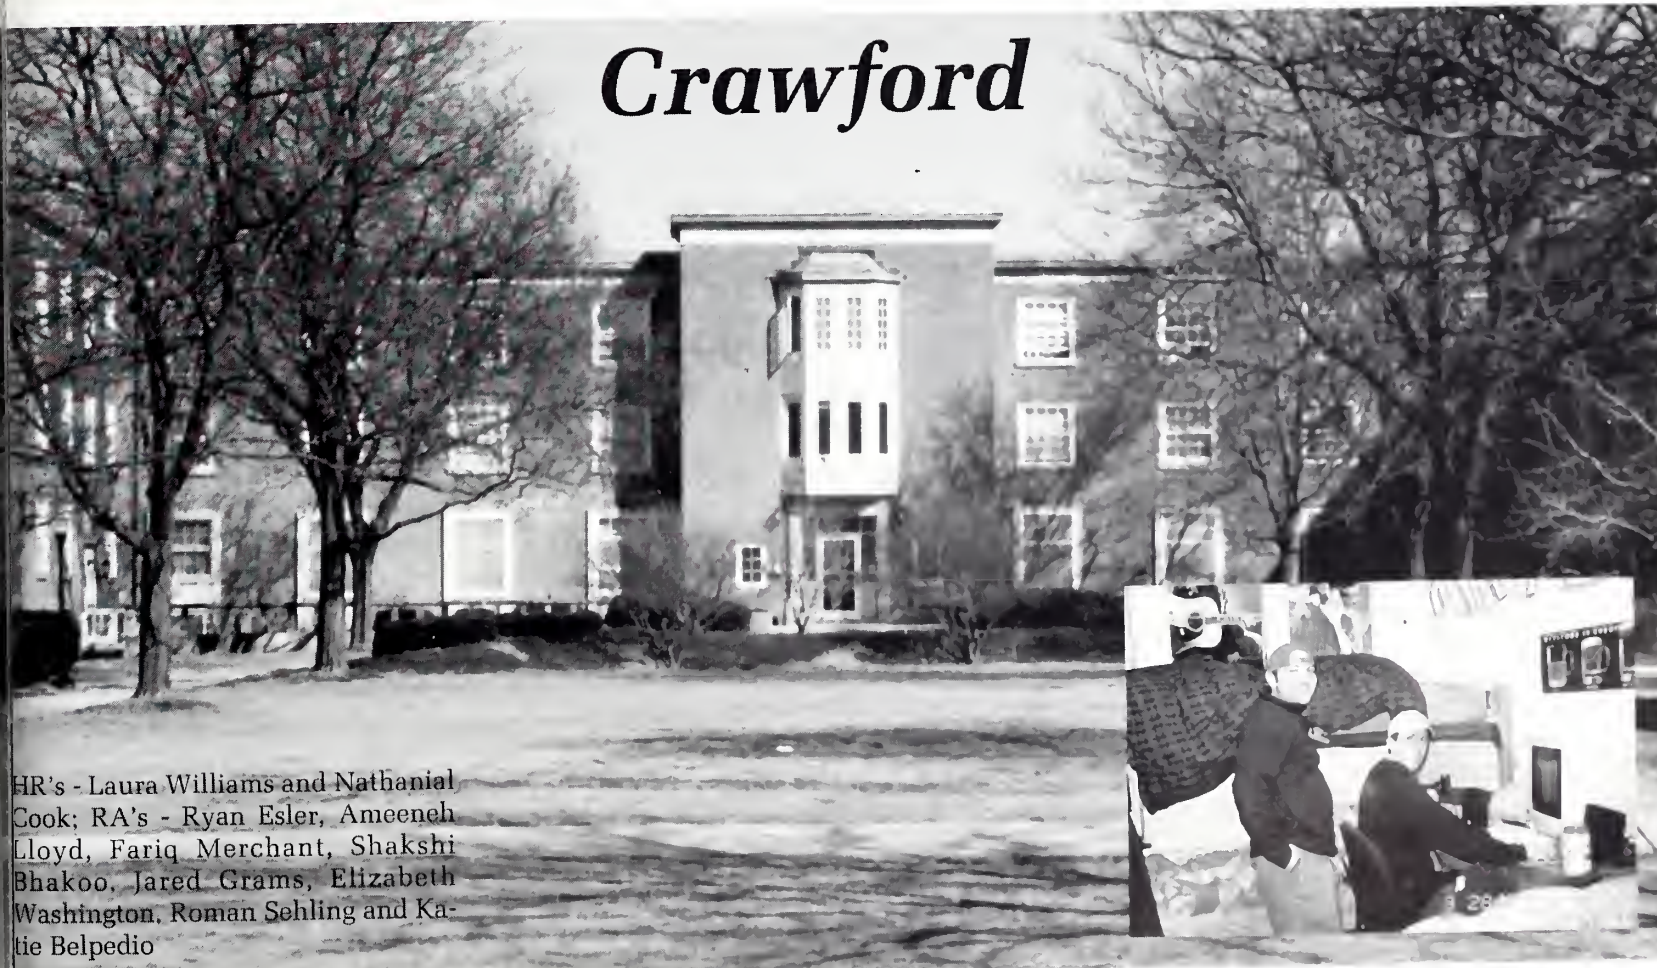 Crawford
HR's - Laura Williams and Nathanial
Cook; RA's - Ryan Esler, Ameeneh
Lloyd, Fariq Merchant, Shakshi
Bhakoo, Jared Grams, Elizabeth
Washington, Roman Sehling and Ka-
tie Belpedio
28